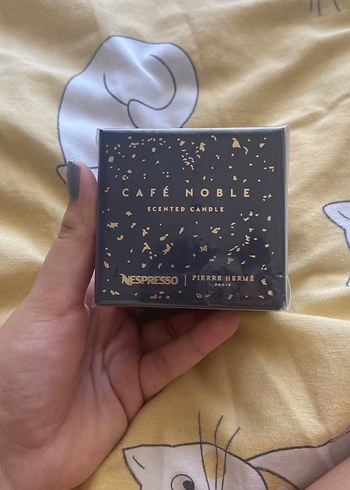 CAFÉ NOBLE
SCENTED CANDLE
NESPRESSO | PIERRE HERMÉ
PARIS